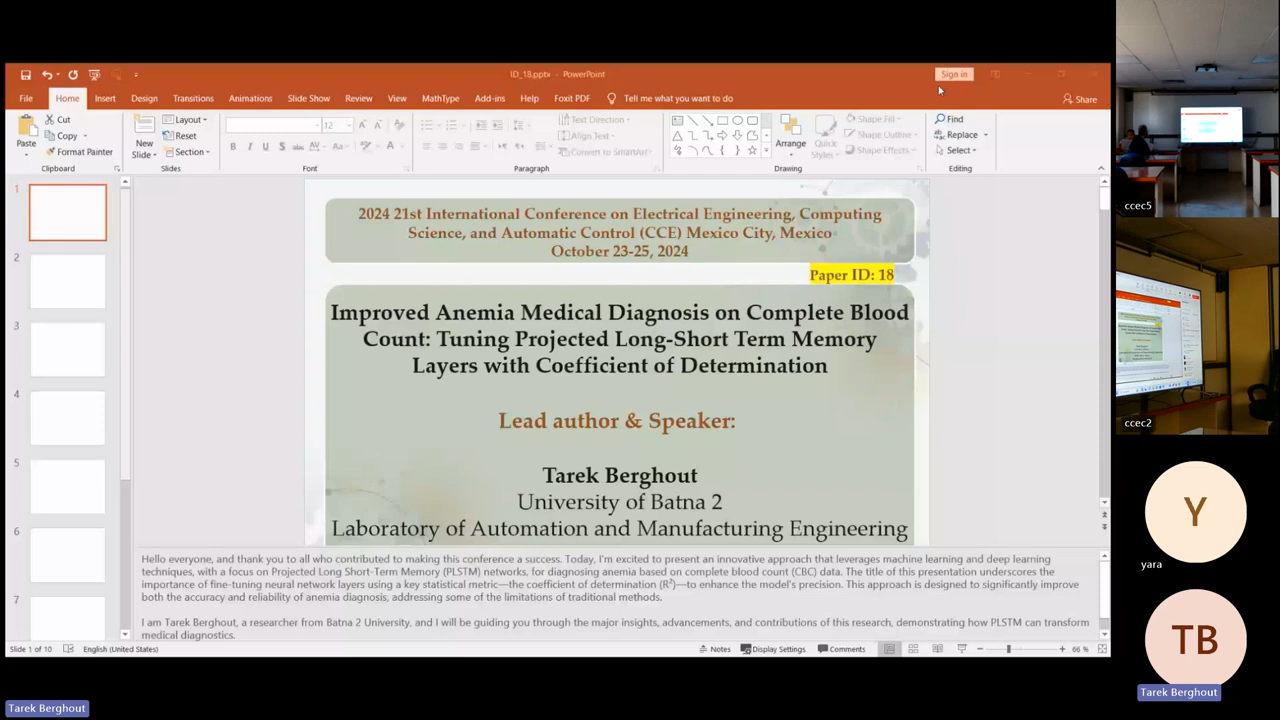 ID_18.pptx - PowerPoint
Sign in
File Home Insert Design Transitions Animations Slide Show Review View MathType Add-ins Help Foxit PDF Tell me what you want to do
Share
Paste
Cut
Copy
Format Painter
Clipboard
New
Slide
Layout
Reset
Section
Slides
12
Font
Text Direction
Align Text
Convert to SmartArt
Paragraph
Arrange
Quick
Styles
Shape Fill
Shape Outline
Shape Effects
Drawing
Find
Replace
Select
Editing
1
2
3
4
5
6
7
2024 21st International Conference on Electrical Engineering, Computing
Science, and Automatic Control (CCE) Mexico City, Mexico
October 23-25, 2024
Paper ID: 18
Improved Anemia Medical Diagnosis on Complete Blood
Count: Tuning Projected Long-Short Term Memory
Layers with Coefficient of Determination
Lead author & Speaker:
Tarek Berghout
University of Batna 2
Laboratory of Automation and Manufacturing Engineering
Hello everyone, and thank you to all who contributed to making this conference a success. Today, I'm excited to present an innovative approach that leverages machine learning and deep learning
techniques, with a focus on Projected Long Short-Term Memory (PLSTM) networks, for diagnosing anemia based on complete blood count (CBC) data. The title of this presentation underscores the
importance of fine-tuning neural network layers using a key statistical metric—the coefficient of determination (R²)—to enhance the model's precision. This approach is designed to significantly improve
both the accuracy and reliability of anemia diagnosis, addressing some of the limitations of traditional methods.
I am Tarek Berghout, a researcher from Batna 2 University, and I will be guiding you through the major insights, advancements, and contributions of this research, demonstrating how PLSTM can transform
medical diagnostics.
Slide 1 of 10
English (United States)
Notes
Display Settings
Comments
66 %
ccec5
ccec2
Y
yara
TB
Tarek Berghout
Tarek Berghout